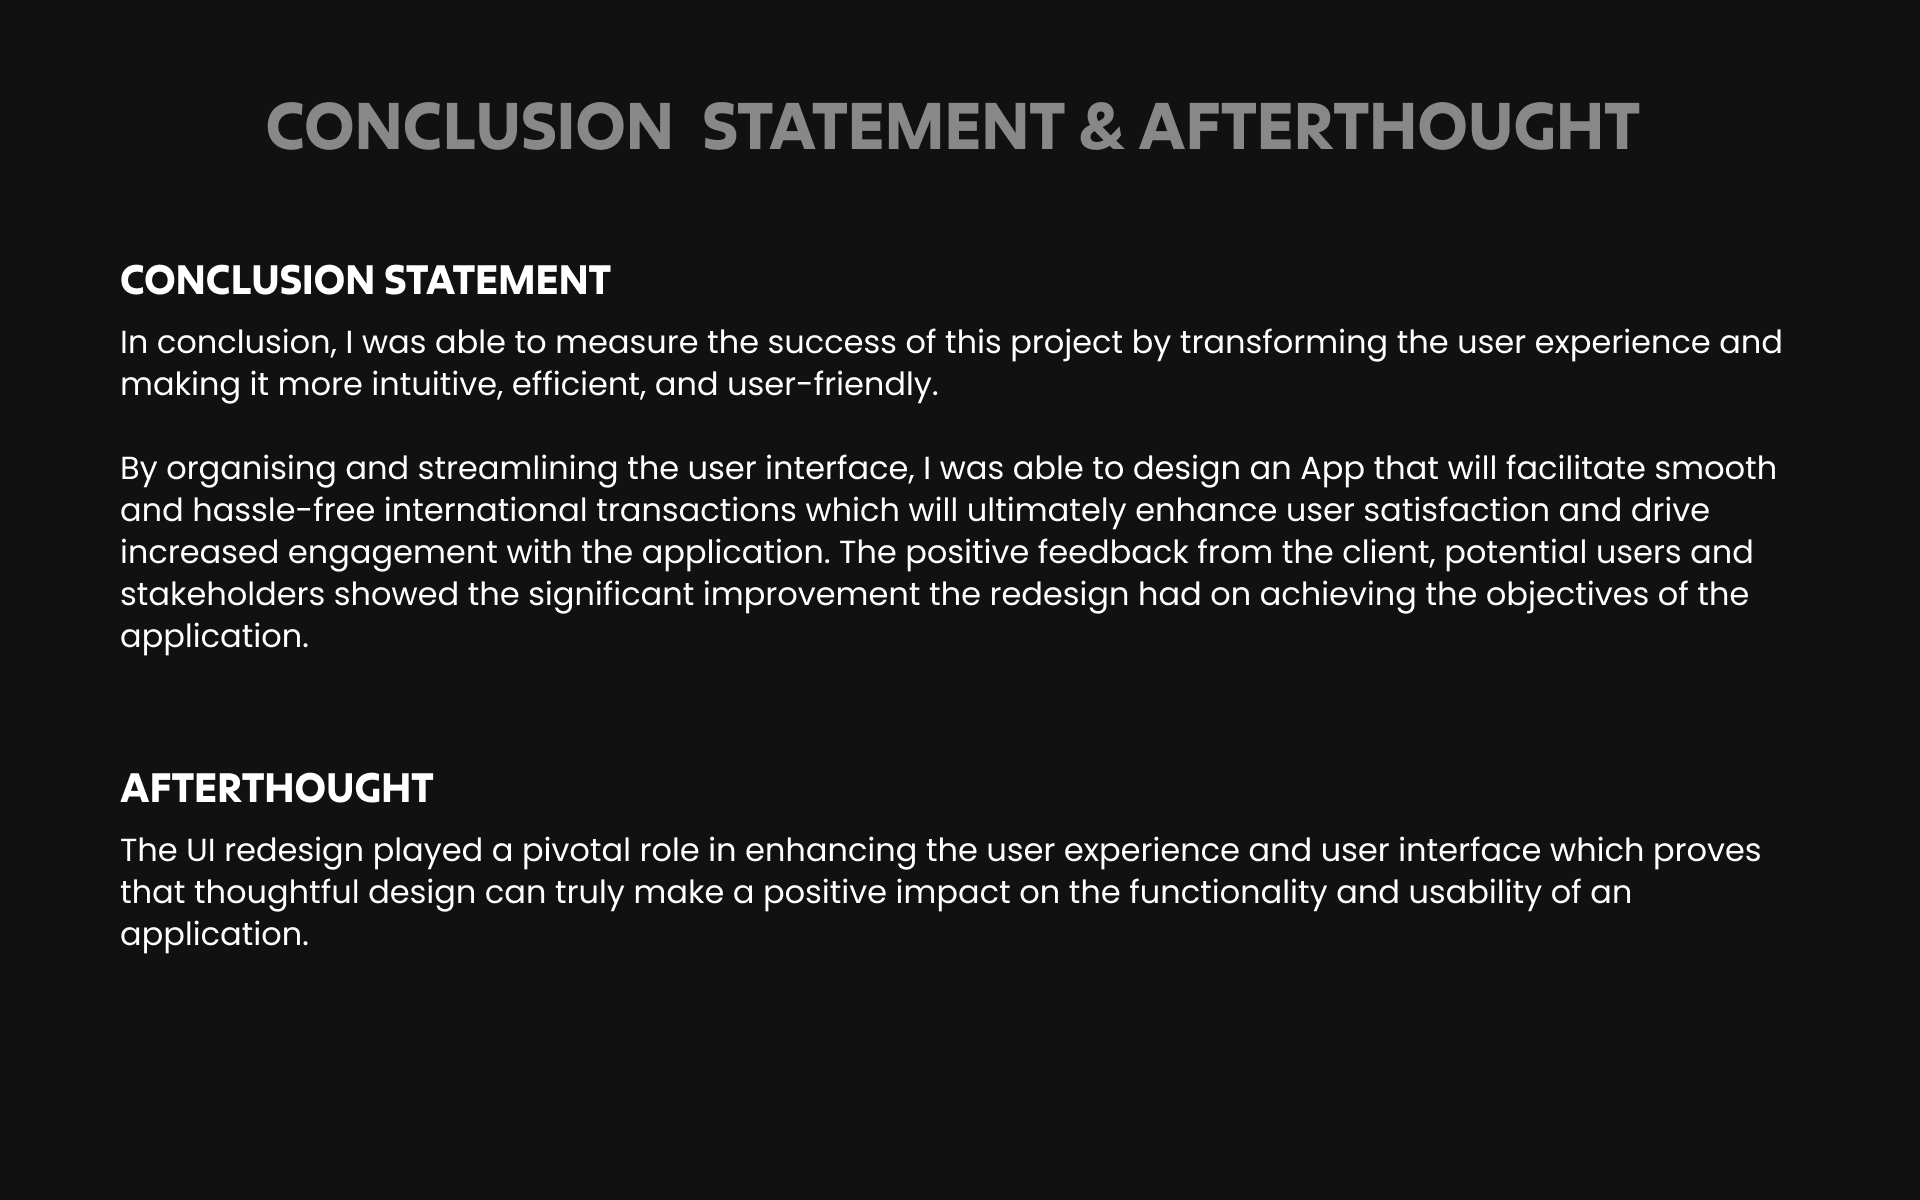 CONCLUSION  STATEMENT & AFTERTHOUGHT
CONCLUSION STATEMENT
In conclusion, I was able to measure the success of this project by transforming the user experience and
making it more intuitive, efficient, and user-friendly.
By organising and streamlining the user interface, I was able to design an App that will facilitate smooth
and hassle-free international transactions which will ultimately enhance user satisfaction and drive
increased engagement with the application. The positive feedback from the client, potential users and
stakeholders showed the significant improvement the redesign had on achieving the objectives of the
application.
AFTERTHOUGHT
The UI redesign played a pivotal role in enhancing the user experience and user interface which proves
that thoughtful design can truly make a positive impact on the functionality and usability of an
application.